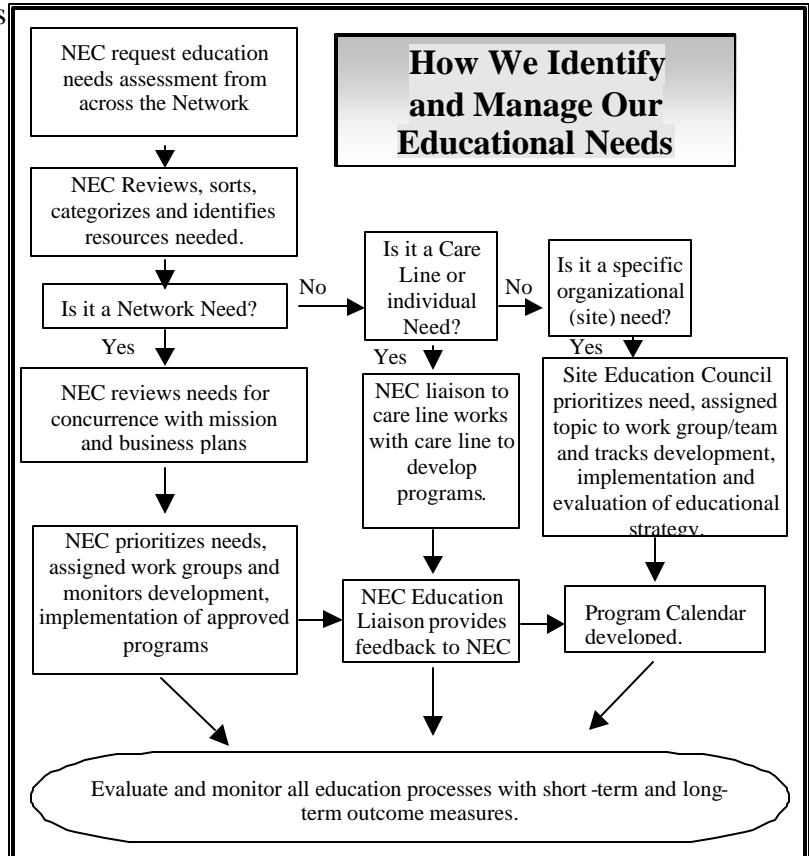 s
NEC request education
needs assessment from
across the Network
How We Identify
and Manage Our
Educational Needs
NEC Reviews, sorts,
categorizes and identifies
resources needed.
Is it a Network Need?
No
Is it a Care
Line or
individual
Need?
No
Is it a specific
organizational
(site) need?
Yes
Yes
Yes
NEC reviews needs for
concurrence with mission
and business plans
NEC liaison to
care line works
with care line to
develop
programs.
Site Education Council
prioritizes need, assigned
topic to work group/team
and tracks development,
implementation and
evaluation of educational
strategy.
NEC prioritizes needs,
assigned work groups and
monitors development,
implementation of approved
programs
NEC Education
Liaison provides
feedback to NEC
Program Calendar
developed.
Evaluate and monitor all education processes with short -term and long-
term outcome measures.